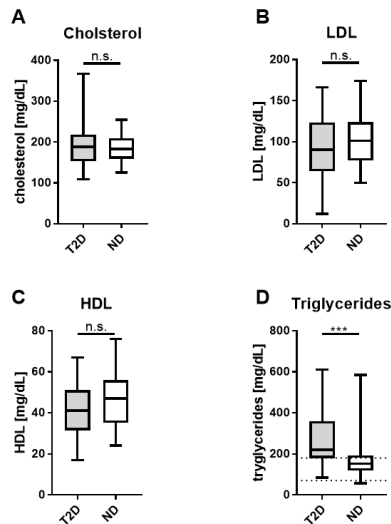 A
Cholsterol
n.s.
cholesterol [mg/dL]
400
300
200
100
0
T2D
ND
B
LDL
n.s.
LDL [mg/dL]
200
150
100
50
0
T2D
ND
C
HDL
n.s.
HDL [mg/dL]
80
60
40
20
0
T2D
ND
D
Triglycerides
***
tryglycerides [mg/dL]
800
600
400
200
0
T2D
ND